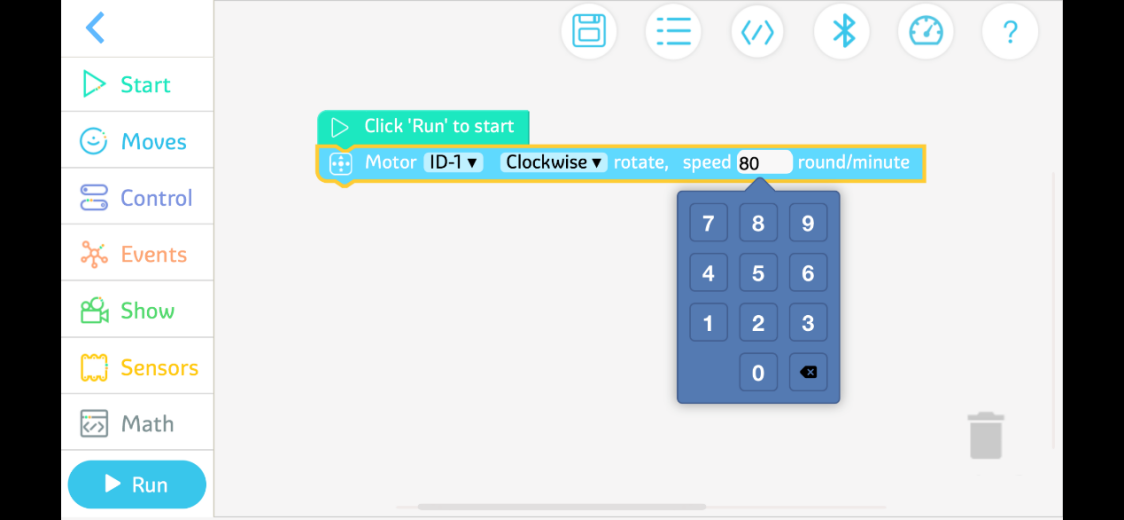 Start
Moves
Control
Events
Show
Sensors
Math
Run
?
Click 'Run' to start
Motor ID-1 ▾ Clockwise ▾ rotate, speed 80 round/minute
7 8 9
4 5 6
1 2 3
0